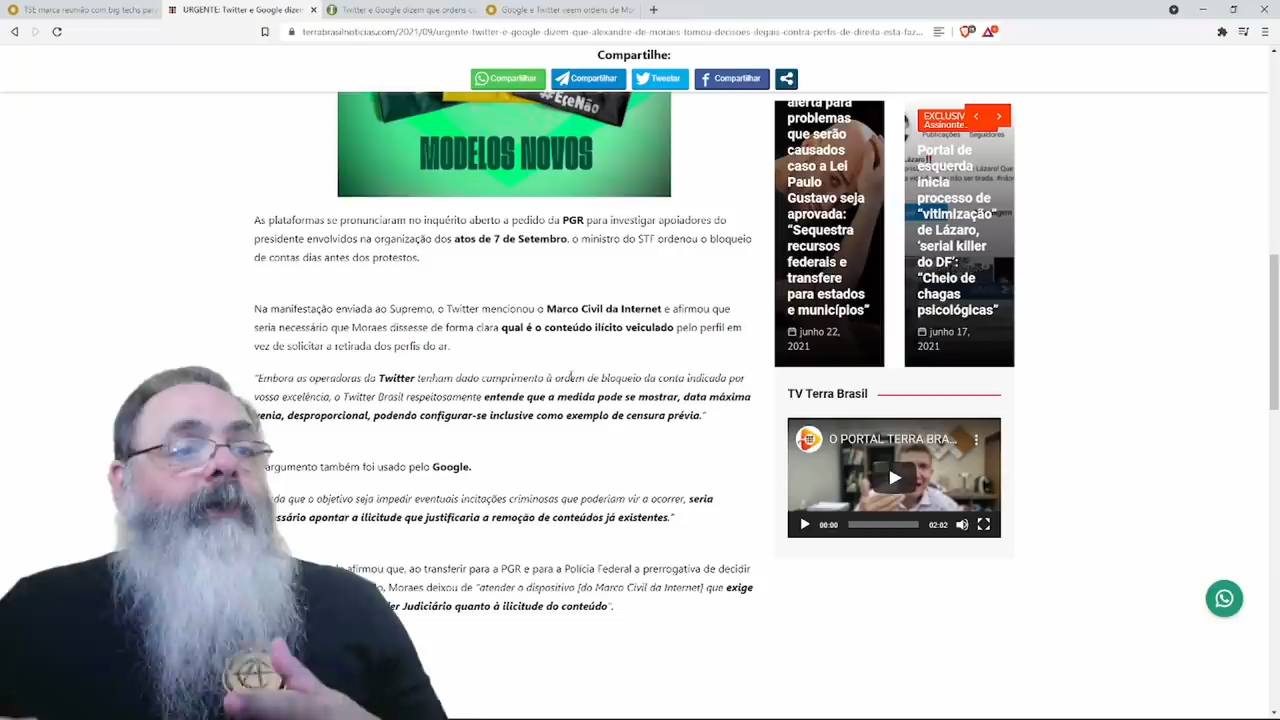 TSE marca reunião com big techs para
URGENTE: Twitter e Google dizem
Twitter e Google dizem que ordens
Google e Twitter veem ordens de Mor
terrabrasilnoticias.com/2021/09/urgente-twitter-e-google-dizem-que-alexandre-de-moraes-tomou-decisoes-ilegais-contra-perfis-de-direita-esta-faz...
Compartilhe:
Compartilhar
Compartilhar
Tweetar
Compartilhar
#EleNão
MODELOS NOVOS
As plataformas se pronunciaram no inquérito aberto a pedido da PGR para investigar apoiadores do
presidente envolvidos na organização dos atos de 7 de Setembro. o ministro do STF ordenou o bloqueio
de contas dias antes dos protestos.
Na manifestação enviada ao Supremo, o Twitter mencionou o Marco Civil da Internet e afirmou que
seria necessário que Moraes dissesse de forma clara qual é o conteúdo ilícito veiculado pelo perfil em
vez de solicitar a retirada dos perfis do ar.
"Embora as operadoras do Twitter tenham dado cumprimento à ordem de bloqueio da conta indicada por
vossa excelência, o Twitter Brasil respeitosamente entende que a medida pode se mostrar, data máxima
venia, desproporcional, podendo configurar-se inclusive como exemplo de censura prévia."
argumento também foi usado pelo Google.
da que o objetivo seja impedir eventuais incitações criminosas que poderiam vir a ocorrer, seria
ssário apontar a ilicitude que justificaria a remoção de conteúdos já existentes."
afirmou que, ao transferir para a PGR e para a Polícia Federal a prerrogativa de decidir
Moraes deixou de "atender o dispositivo [do Marco Civil da Internet] que exige
er Judiciário quanto à ilicitude do conteúdo".
alerta para
problemas
que serão
causados
caso a Lei
Paulo
Gustavo seja
aprovada:
"Sequestra
recursos
federais e
transfere
para estados
e municípios"
junho 22,
2021
EXCLUSIV
Assinante
Publicações Seguidores
Portal de
esquerda
inicia
processo de
"vitimização"
de Lázaro,
'serial killer
do DF':
"Cheio de
chagas
psicológicas"
junho 17,
2021
TV Terra Brasil
O PORTAL TERRA BRA...
00:00
02:02